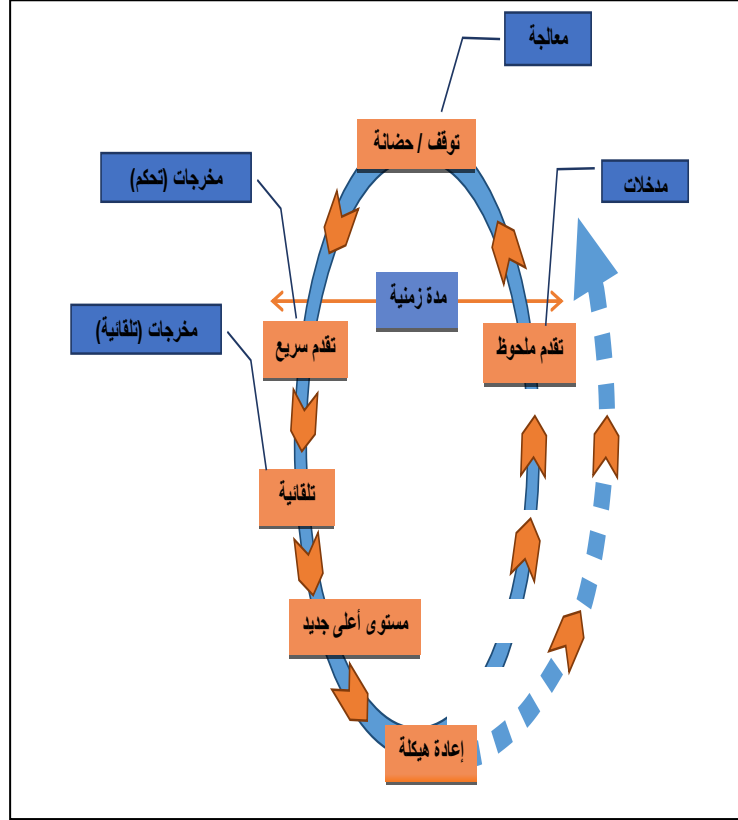 معالجة
توقف / حضانة
مدخلات
مخرجات (تحكم)
مدة زمنية
مخرجات (تلقائية)
تقدم ملحوظ
تقدم سريع
تلقائية
مستوى أعلى جديد
إعادة هيكلة